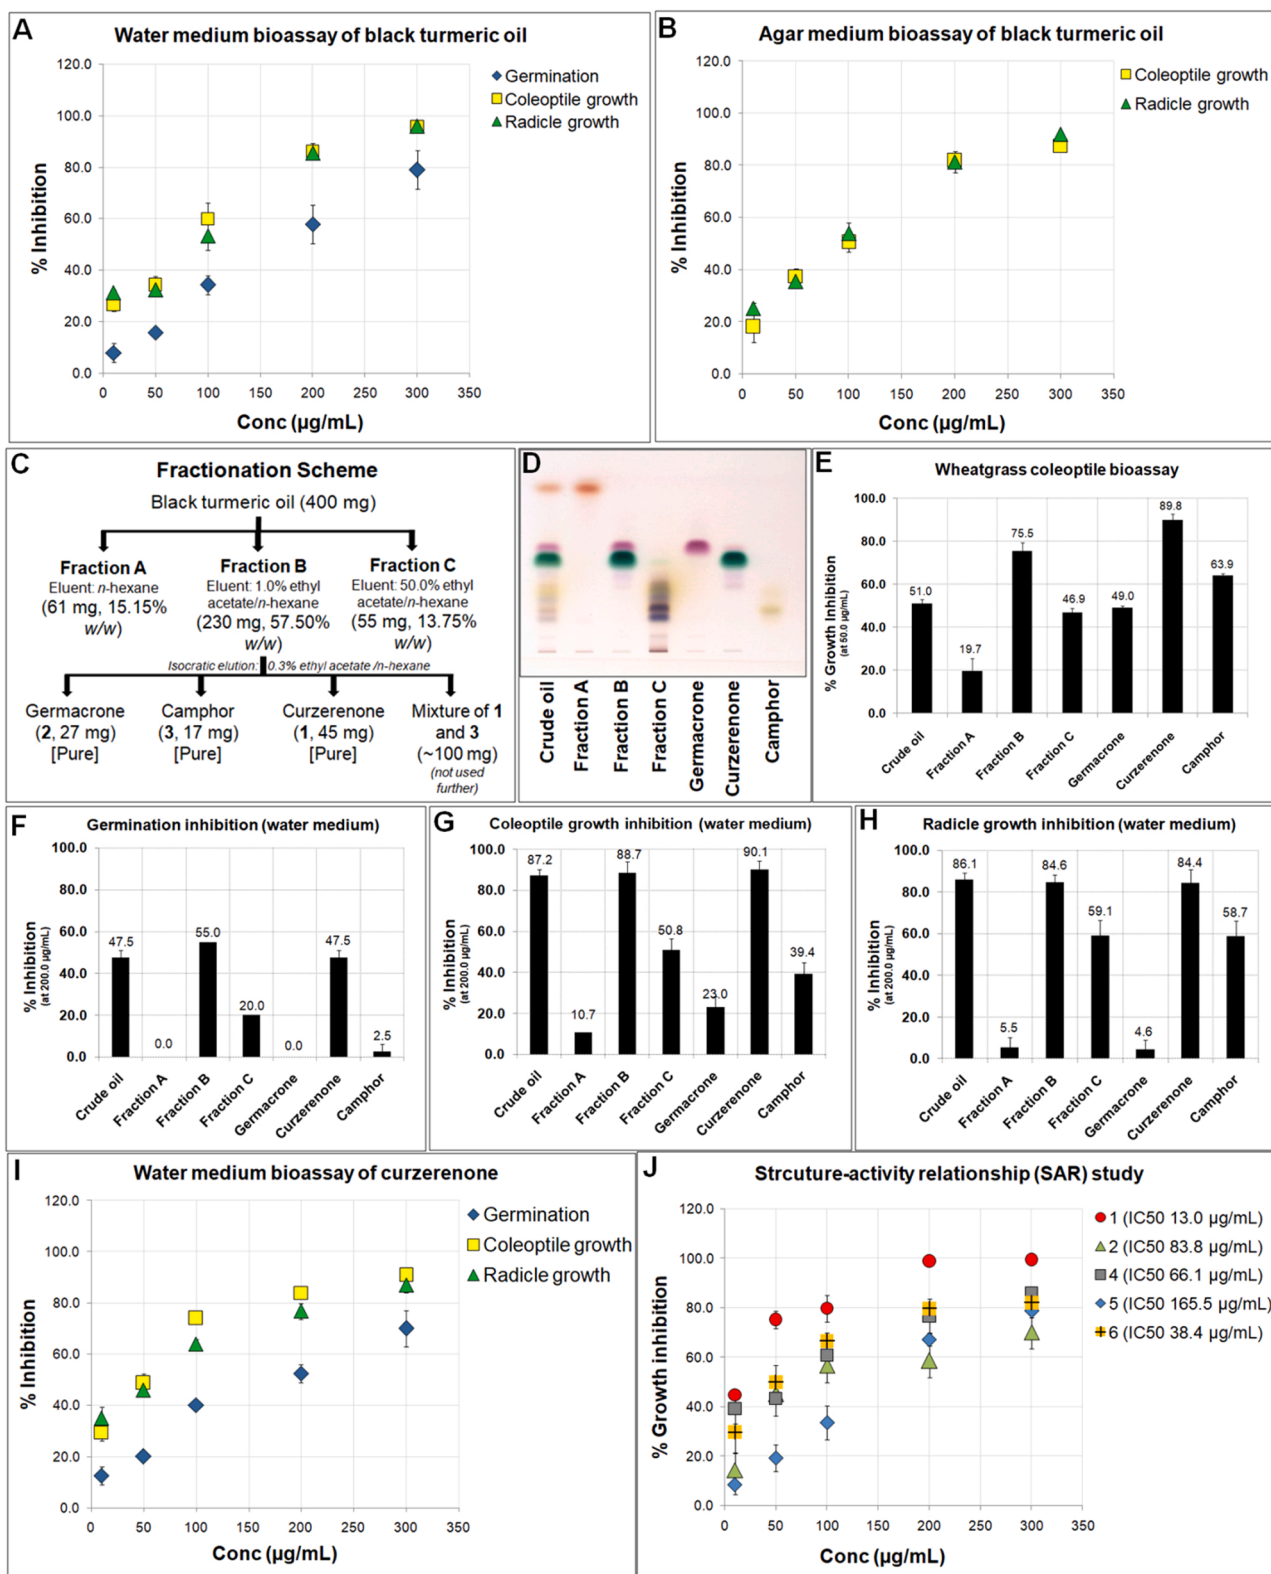 A
Water medium bioassay of black turmeric oil
120.0
100.0
80.0
60.0
40.0
20.0
0.0
% Inhibition
0 50 100 150 200 250 300 350
Conc (µg/mL)
Germination
Coleoptile growth
Radicle growth
B
Agar medium bioassay of black turmeric oil
120.0
100.0
80.0
60.0
40.0
20.0
0.0
% Inhibition
0 50 100 150 200 250 300 350
Conc (µg/mL)
Coleoptile growth
Radicle growth
C
Fractionation Scheme
Black turmeric oil (400 mg)
Fraction A
Eluent: n-hexane
(61 mg, 15.15%
w/w)
Fraction B
Eluent: 1.0% ethyl
acetate/n-hexane
(230 mg, 57.50%
w/w)
Fraction C
Eluent: 50.0% ethyl
acetate/n-hexane
(55 mg, 13.75%
w/w)
Isocratic elution: 0.3% ethyl acetate /n-hexane
Germacrone
(2, 27 mg)
[Pure]
Camphor
(3, 17 mg)
[Pure]
Curzerenone
(1, 45 mg)
[Pure]
Mixture of 1
and 3
(~100 mg)
(not used
further)
D
Crude oil
Fraction A
Fraction B
Fraction C
Germacrone
Curzerenone
Camphor
E
Wheatgrass coleoptile bioassay
100.0
80.0
60.0
40.0
20.0
0.0
% Growth Inhibition
(at 50.0 µg/mL)
51.0
19.7
75.5
46.9
49.0
89.8
63.9
Crude oil
Fraction A
Fraction B
Fraction C
Germacrone
Curzerenone
Camphor
F
Germination inhibition (water medium)
100.0
80.0
60.0
40.0
20.0
0.0
% Inhibition
(at 200.0 µg/mL)
47.5
0.0
55.0
20.0
0.0
47.5
2.5
Crude oil
Fraction A
Fraction B
Fraction C
Germacrone
Curzerenone
Camphor
G
Coleoptile growth inhibition (water medium)
100.0
80.0
60.0
40.0
20.0
0.0
% Inhibition
(at 200.0 µg/mL)
87.2
10.7
88.7
50.8
23.0
90.1
39.4
Crude oil
Fraction A
Fraction B
Fraction C
Germacrone
Curzerenone
Camphor
H
Radicle growth inhibition (water medium)
100.0
80.0
60.0
40.0
20.0
0.0
% Inhibition
(at 200.0 µg/mL)
86.1
5.5
84.6
59.1
4.6
84.4
58.7
Crude oil
Fraction A
Fraction B
Fraction C
Germacrone
Curzerenone
Camphor
I
Water medium bioassay of curzerenone
120.0
100.0
80.0
60.0
40.0
20.0
0.0
% Inhibition
0 50 100 150 200 250 300 350
Conc (µg/mL)
Germination
Coleoptile growth
Radicle growth
J
Strcuture-activity relationship (SAR) study
120.0
100.0
80.0
60.0
40.0
20.0
0.0
% Growth inhibition
0 50 100 150 200 250 300 350
Conc (µg/mL)
1 (IC50 13.0 µg/mL)
2 (IC50 83.8 µg/mL)
4 (IC50 66.1 µg/mL)
5 (IC50 165.5 µg/mL)
6 (IC50 38.4 µg/mL)